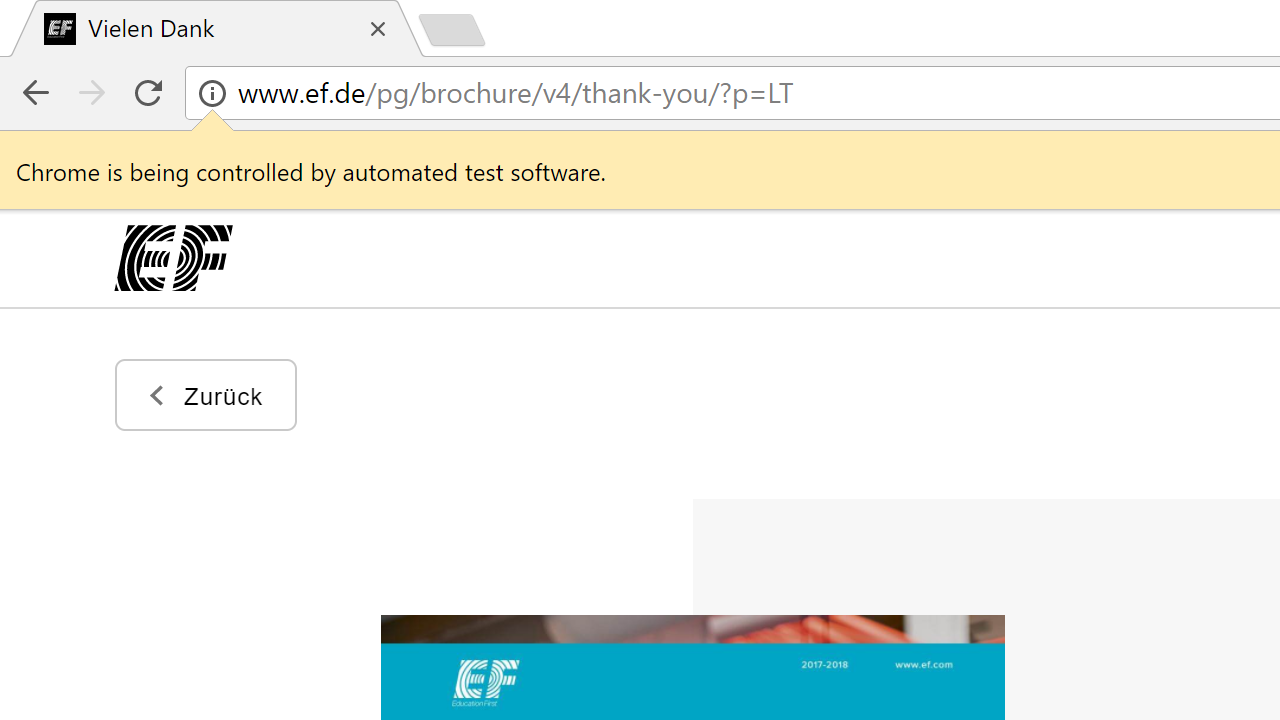 EF
Vielen Dank
www.ef.de/pg/brochure/v4/thank-you/?p=LT
Chrome is being controlled by automated test software.
EF
Zurück
2017-2018
www.ef.com
EF
Education First